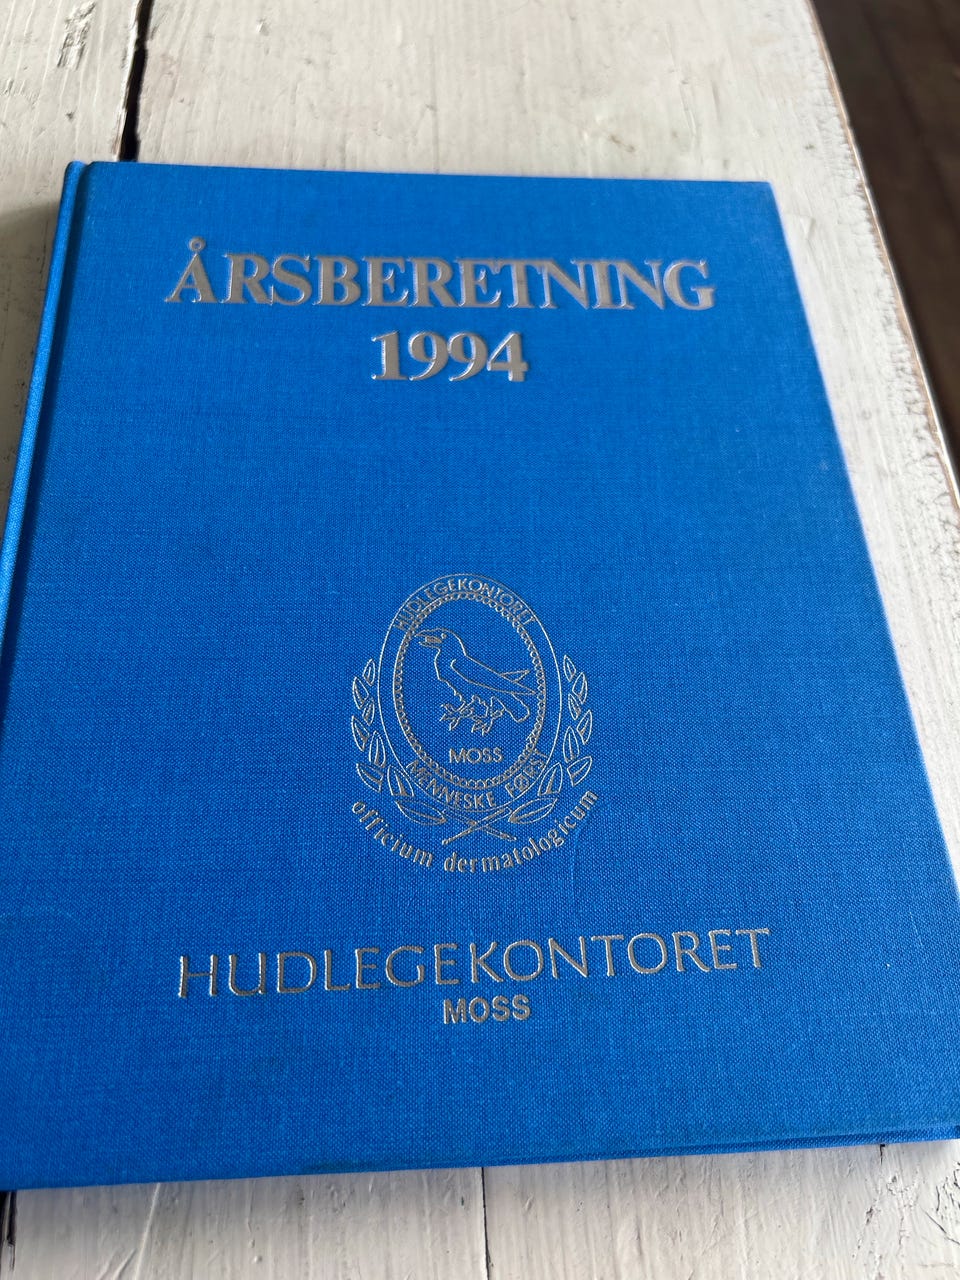 ÅRSBERETNING
1994
HUDLEGEKONTORET
MOSS
MENNESKE FØRST
officium dermatologicum
HUDLEGEKONTORET
MOSS